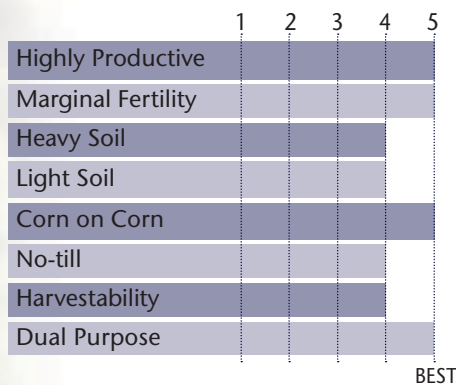 1 2 3 4 5
Highly Productive
Marginal Fertility
Heavy Soil
Light Soil
Corn on Corn
No-till
Harvestability
Dual Purpose
BEST